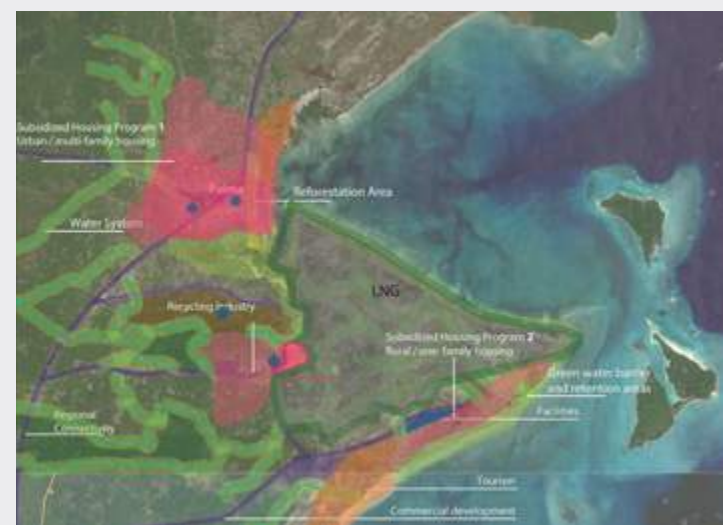 Subsidized Housing Program 1
Urban/multi-family housing
Palma
Reforestation Area
Water System
LNG
Recycling Industry
Subsidized Housing Program 2
Rural/one-family housing
Green water barrier
and retention areas
Facilities
Regional
Connectivity
Tourism
Commercial development